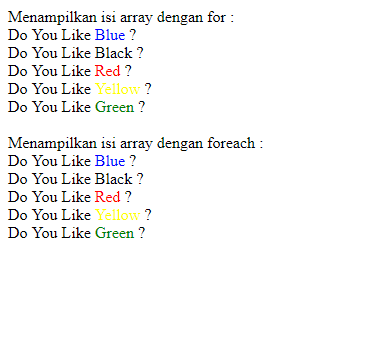 Menampilkan isi array dengan for :
Do You Like Blue ?
Do You Like Black ?
Do You Like Red ?
Do You Like Yellow ?
Do You Like Green ?
Menampilkan isi array dengan foreach :
Do You Like Blue ?
Do You Like Black ?
Do You Like Red ?
Do You Like Yellow ?
Do You Like Green ?